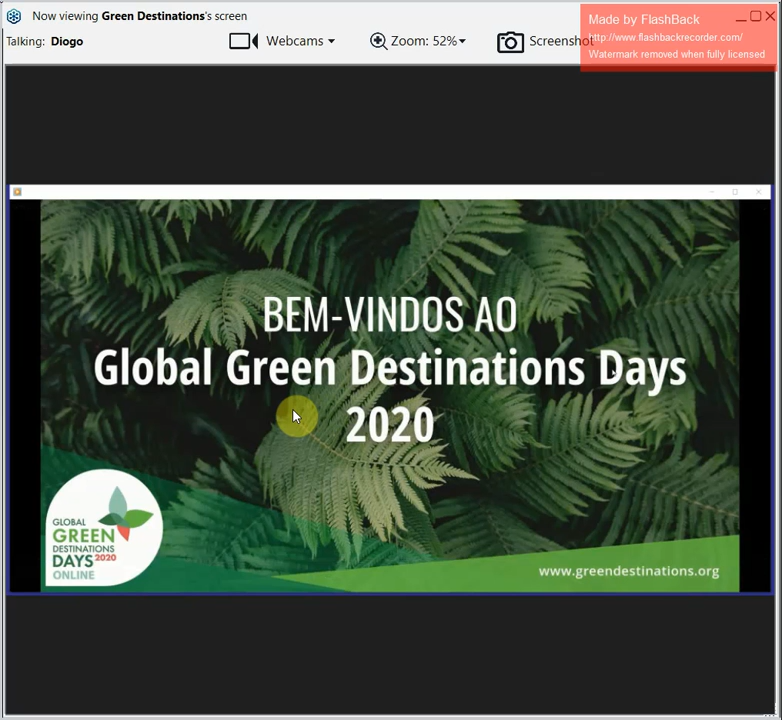 Now viewing Green Destinations's screen
Made by FlashBack
http://www.flashbackrecorder.com/
Watermark removed when fully licensed
Talking: Diogo
Webcams
Zoom: 52%
Screenshot
BEM-VINDOS AO
Global Green Destinations Days
2020
GLOBAL
GREEN
DESTINATIONS
DAYS 2020
ONLINE
www.greendestinations.org